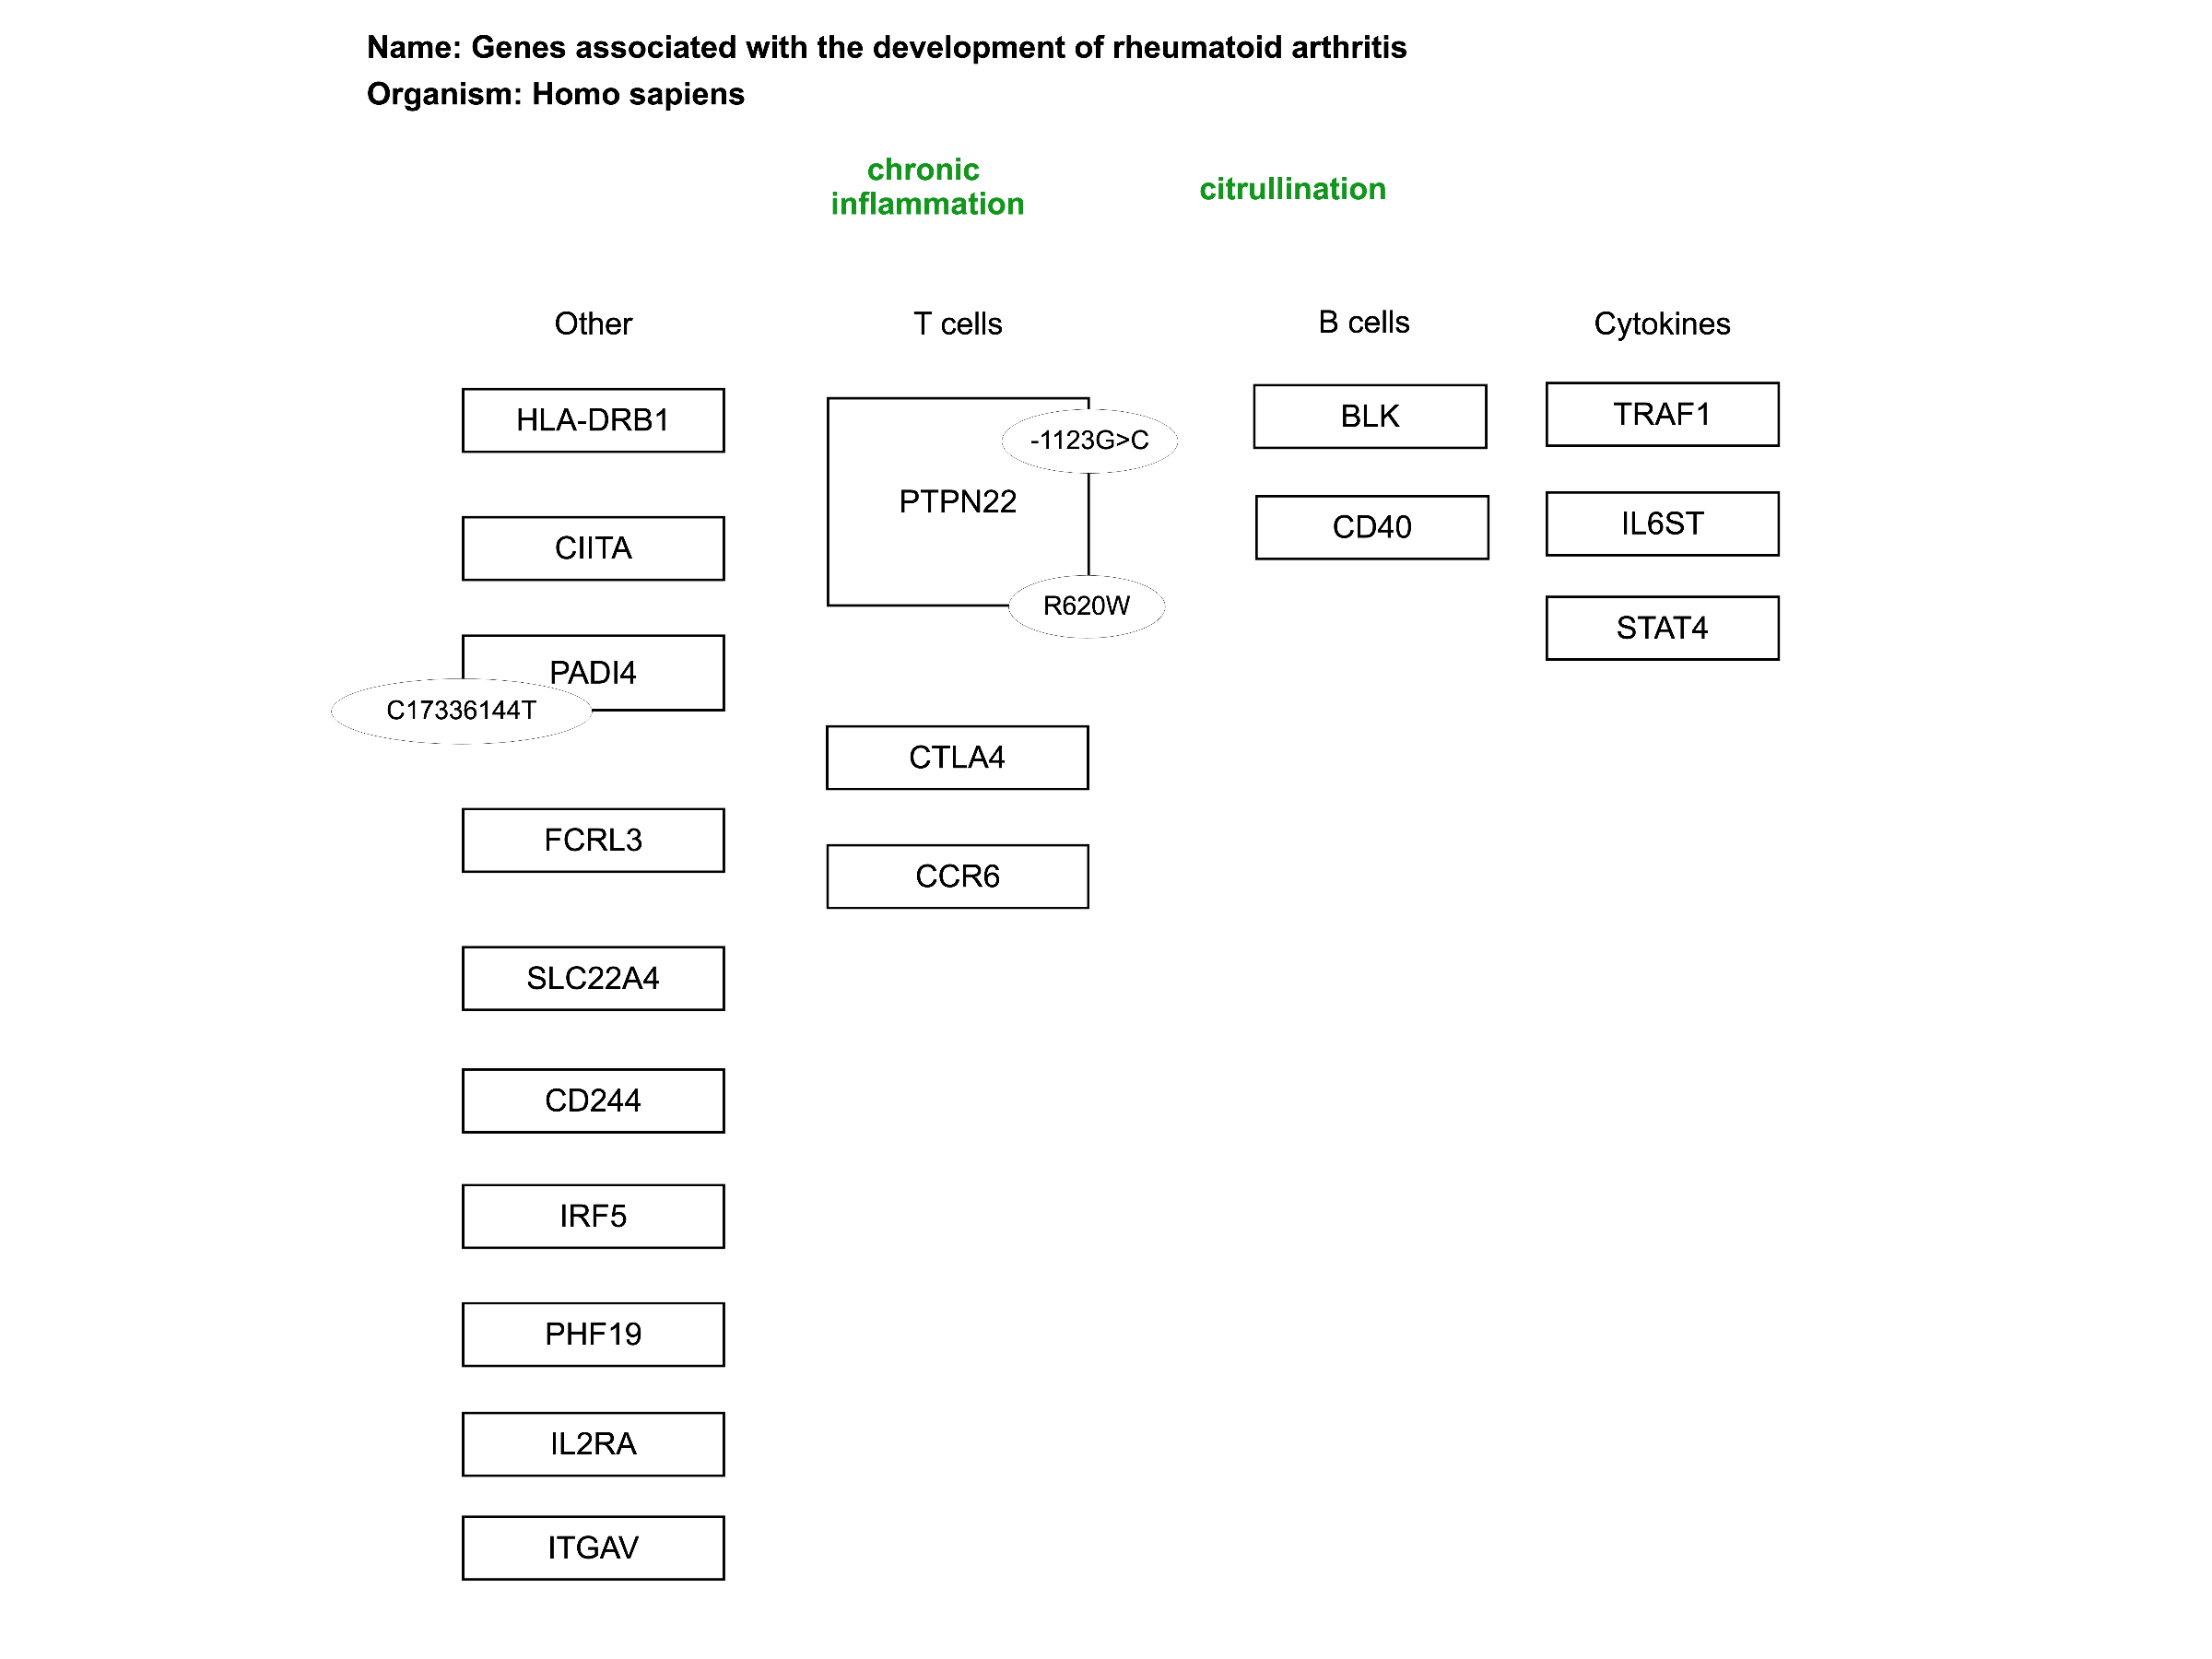 Name: Genes associated with the development of rheumatoid arthritis
Organism: Homo sapiens
chronic
inflammation
citrullination
Other
T cells
B cells
Cytokines
HLA-DRB1
CIITA
PADI4
C17336144T
FCRL3
SLC22A4
CD244
IRF5
PHF19
IL2RA
ITGAV
-1123G>C
PTPN22
R620W
CTLA4
CCR6
BLK
CD40
TRAF1
IL6ST
STAT4